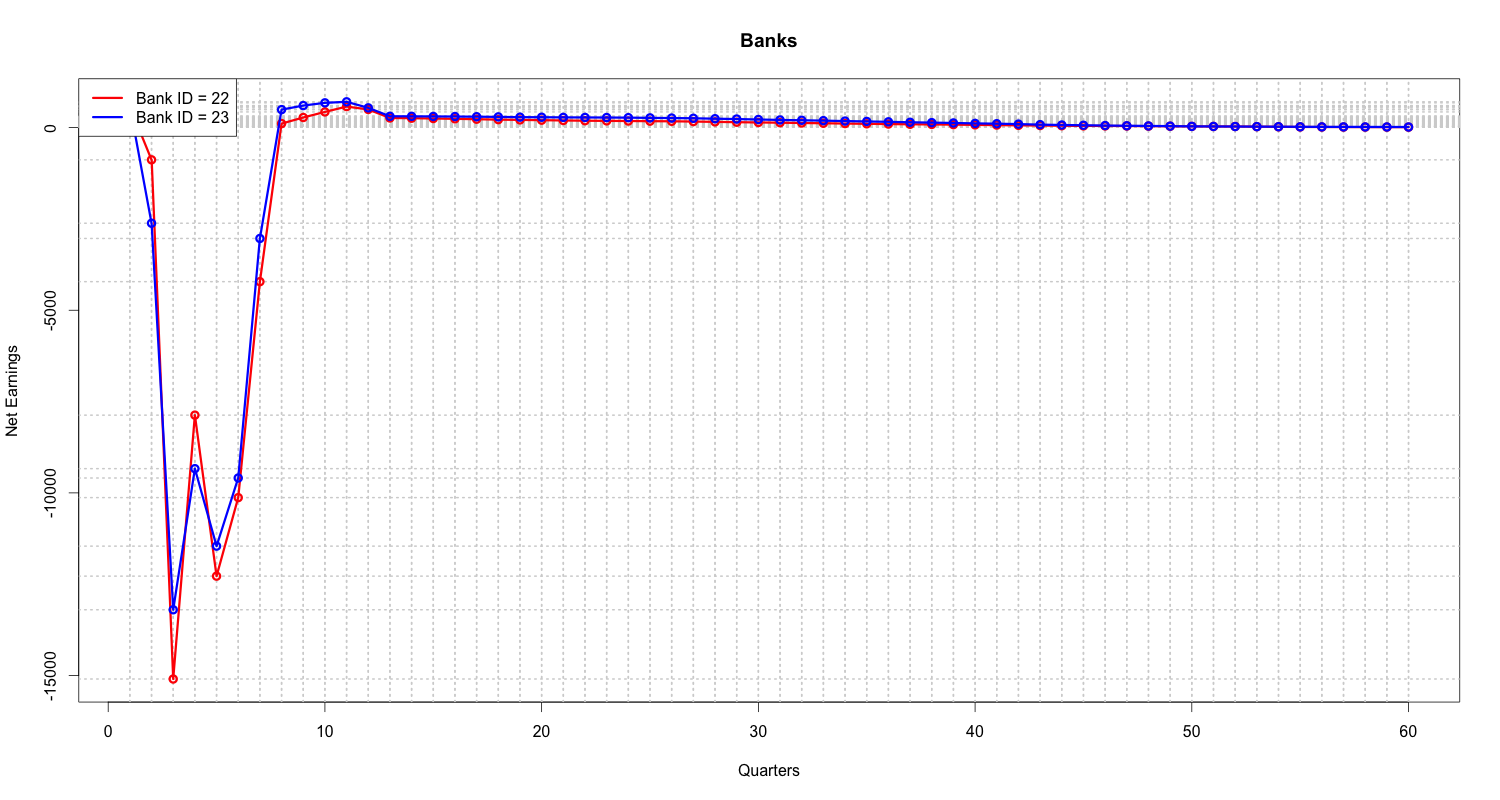 Banks
Bank ID = 22
Bank ID = 23
Net Earnings
0
-5000
-10000
-15000
0 10 20 30 40 50 60
Quarters